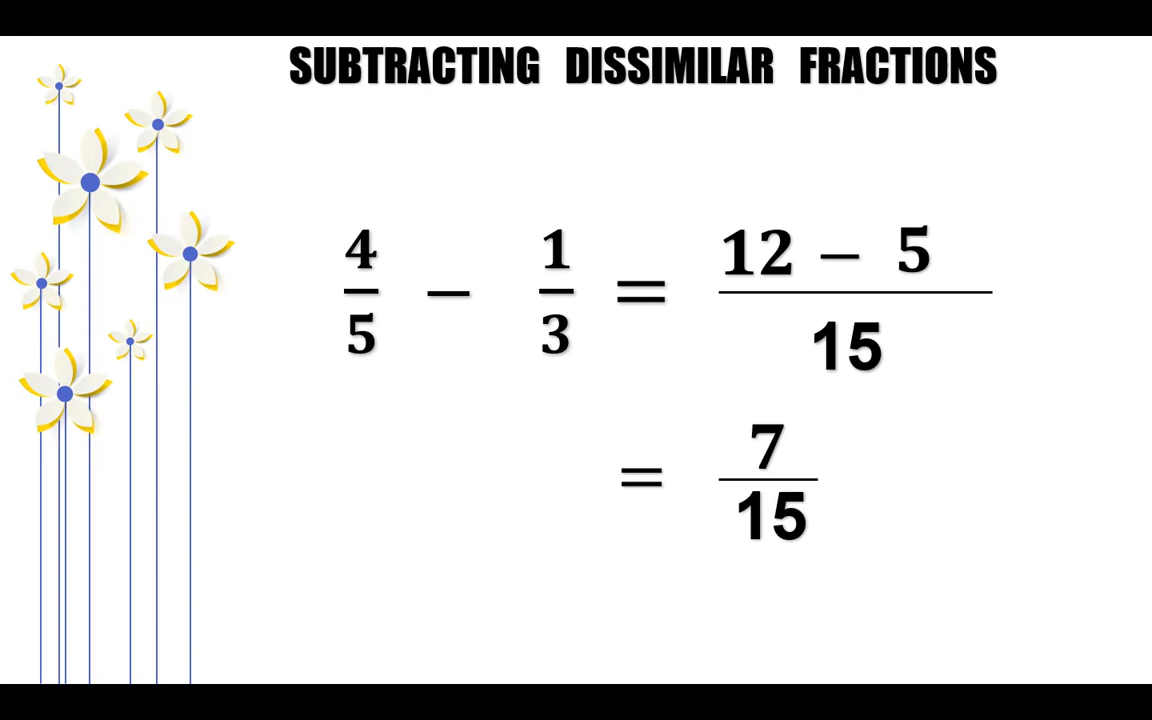 SUBTRACTING DISSIMILAR FRACTIONS
4/5 – 1/3 = 12 – 5/15
= 7/15